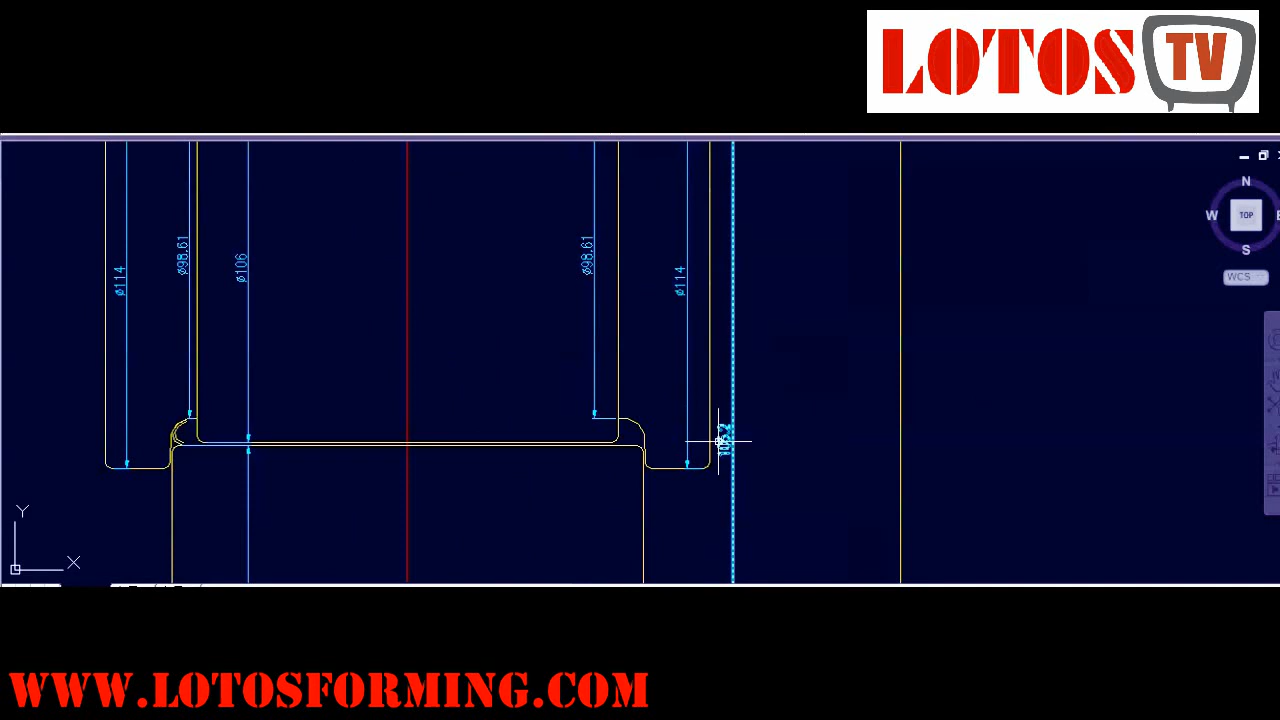 LOTOS TV
N
W TOP
S
WCS
ø98.61
ø98.61
ø106
ø114
ø114
Y
X
WWW.LOTOSFORMING.COM